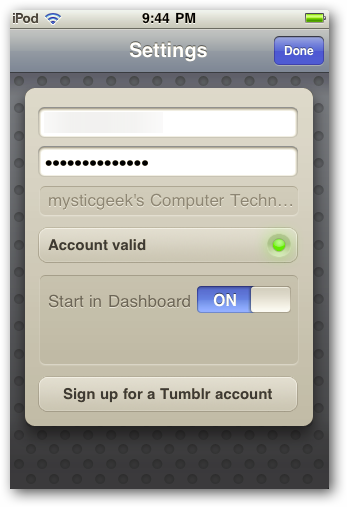 iPod 9:44 PM
Settings
Done
••••••••••••••
mysticgeek's Computer Techn...
Account valid
Start in Dashboard ON
Sign up for a Tumblr account